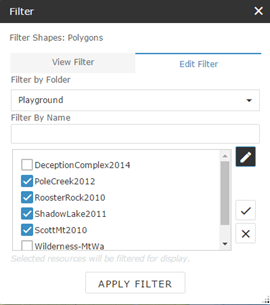 Filter
Filter Shapes: Polygons
View Filter
Edit Filter
Filter by Folder
Playground
Filter By Name
DeceptionComplex2014
PoleCreek2012
RoosterRock2010
ShadowLake2011
ScottMt2010
Wilderness-MtWa
Selected resources will be filtered for display.
APPLY FILTER